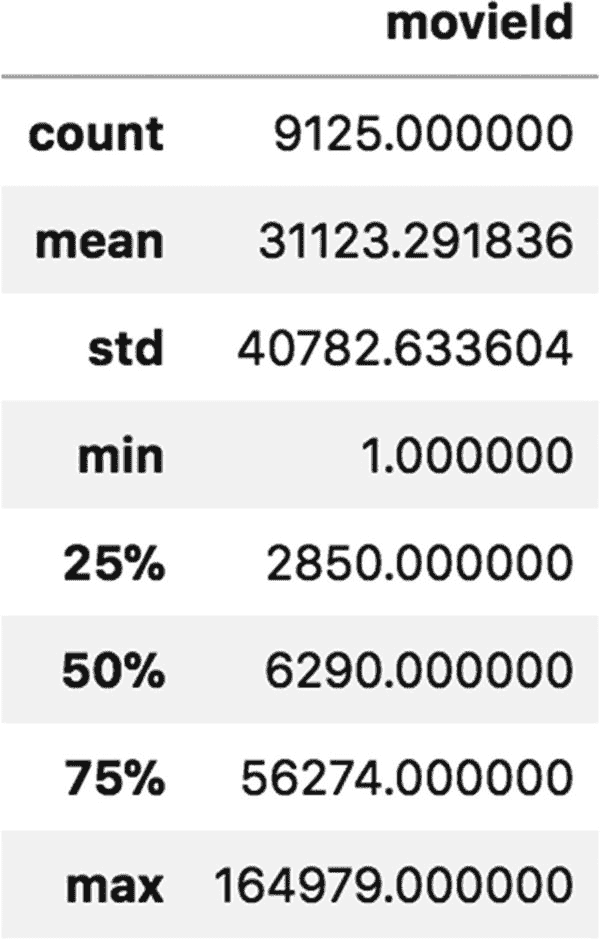 movieId
count 9125.000000
mean 31123.291836
std 40782.633604
min 1.000000
25% 2850.000000
50% 6290.000000
75% 56274.000000
max 164979.000000